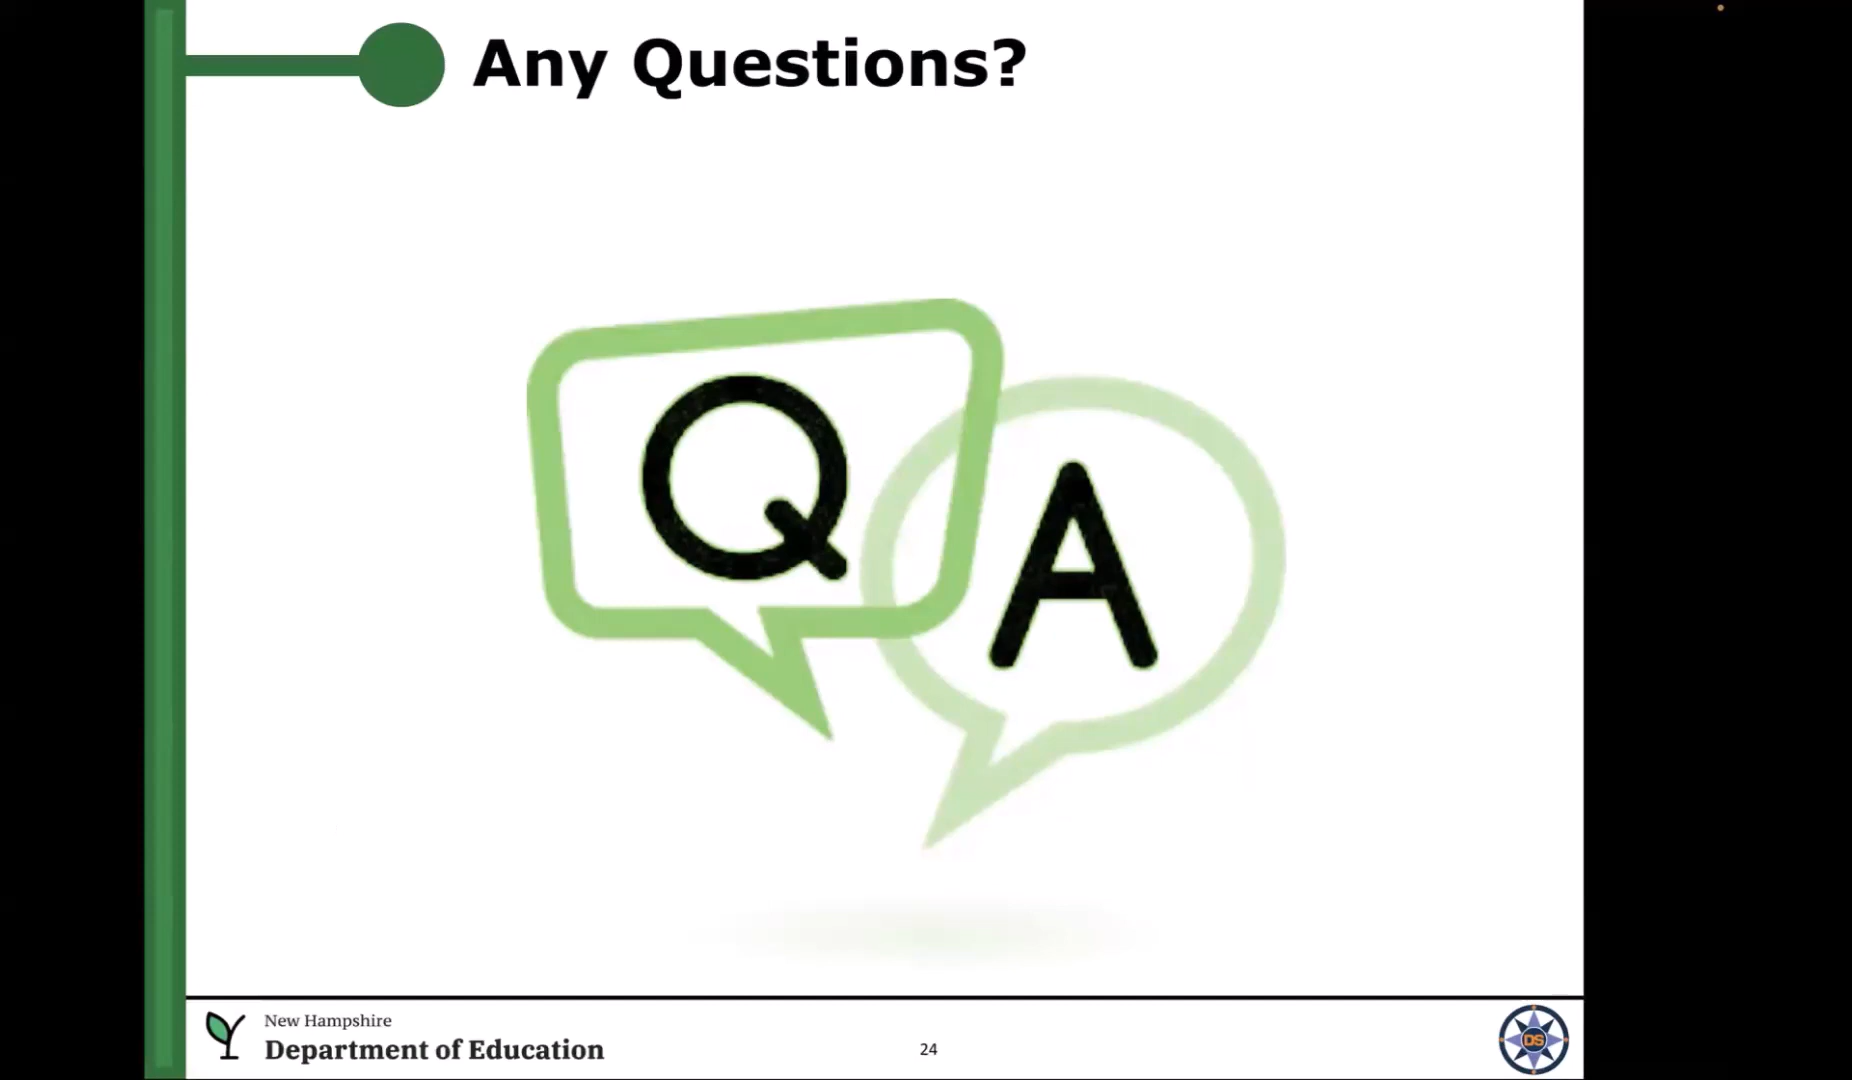 Any Questions?
Q
A
New Hampshire
Department of Education
24
DS